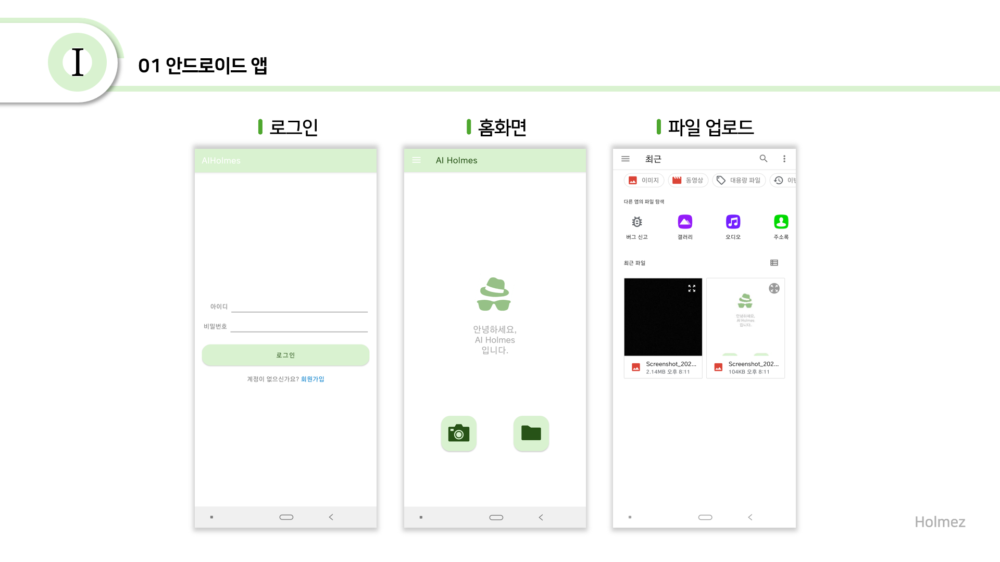 I
01 안드로이드 앱
로그인
AIHolmes
아이디
비밀번호
로그인
계정이 없으신가요? 회원가입
홈화면
AI Holmes
안녕하세요,
AI Holmes
입니다.
파일 업로드
최근
이미지 동영상 대용량 파일
다른 앱의 파일 탐색
버그 신고 갤러리 오디오 주소록
최근 파일
안녕하세요,
AI Holmes
입니다.
Screenshot_202... Screenshot_202...
2.14MB 오후 8:11 104KB 오후 8:11
Holmez